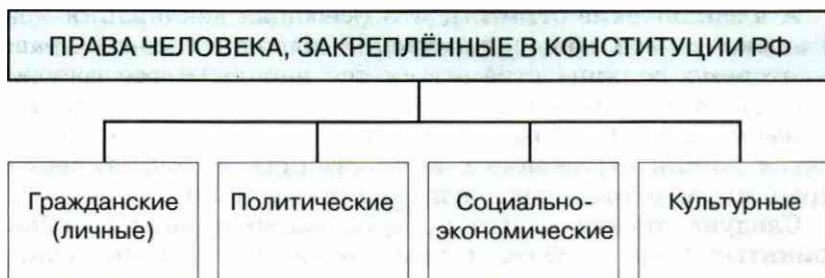 ПРАВА ЧЕЛОВЕКА, ЗАКРЕПЛЁННЫЕ В КОНСТИТУЦИИ РФ
Гражданские
(личные)
Политические
Социально-
экономические
Культурные